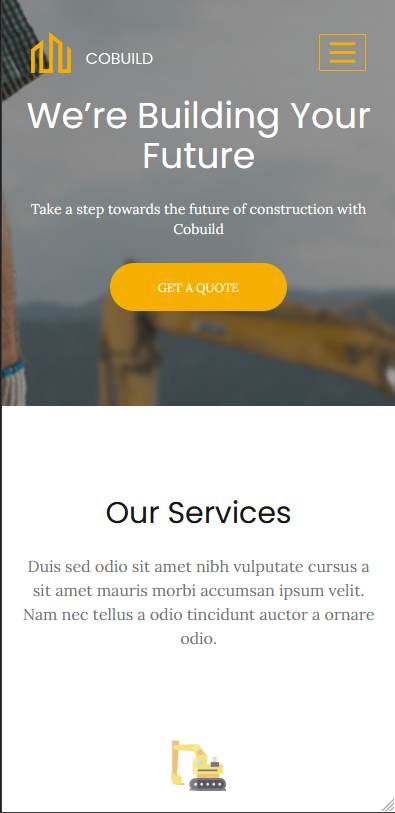 COBUILD
We’re Building Your
Future
Take a step towards the future of construction with
Cobuild
GET A QUOTE
Our Services
Duis sed odio sit amet nibh vulputate cursus a
sit amet mauris morbi accumsan ipsum velit.
Nam nec tellus a odio tincidunt auctor a ornare
odio.